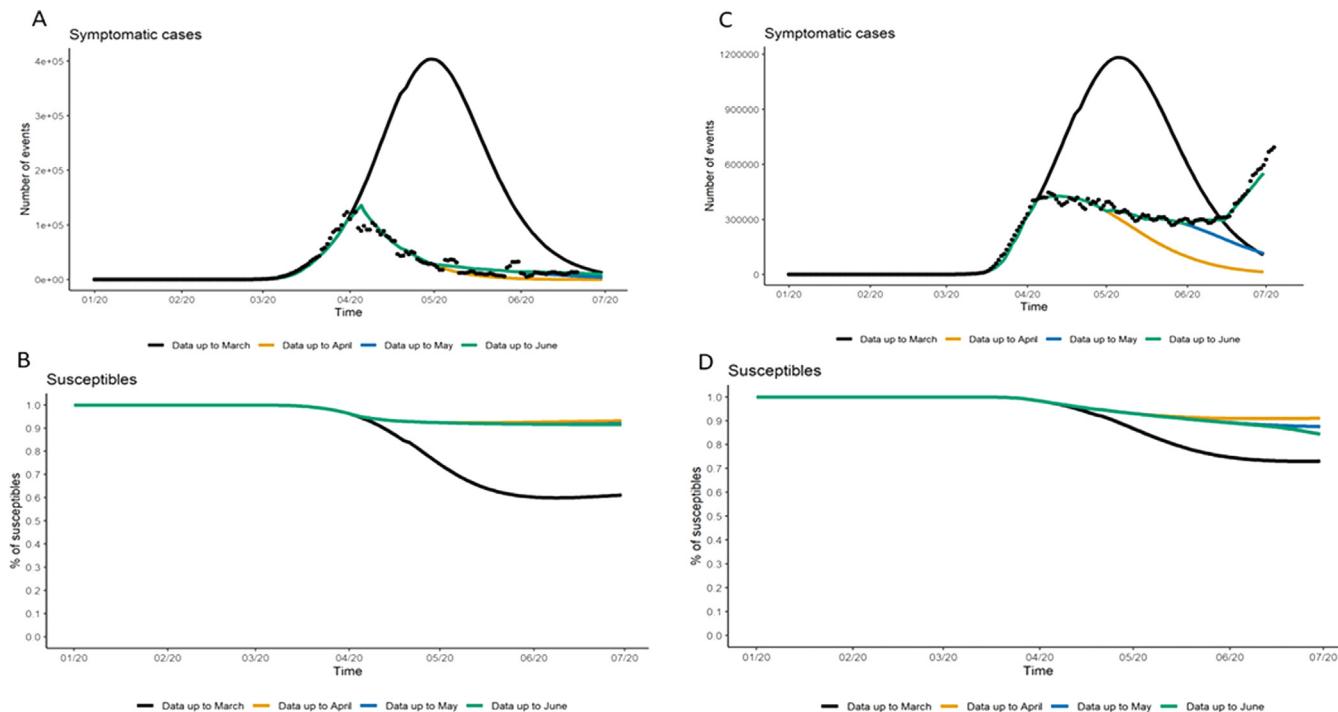 A
Symptomatic cases
Number of events
4e+05
3e+05
2e+05
1e+05
0e+00
01/20 02/20 03/20 04/20 05/20 06/20 07/20
Time
Data up to March Data up to April Data up to May Data up to June
B
Susceptibles
% of susceptibles
1.0
0.9
0.8
0.7
0.6
0.5
0.4
0.3
0.2
0.1
0.0
01/20 02/20 03/20 04/20 05/20 06/20 07/20
Time
Data up to March Data up to April Data up to May Data up to June
C
Symptomatic cases
Number of events
1200000
900000
600000
300000
0
01/20 02/20 03/20 04/20 05/20 06/20 07/20
Time
Data up to March Data up to April Data up to May Data up to June
D
Susceptibles
% of susceptibles
1.0
0.9
0.8
0.7
0.6
0.5
0.4
0.3
0.2
0.1
0.0
01/20 02/20 03/20 04/20 05/20 06/20 07/20
Time
Data up to March Data up to April Data up to May Data up to June